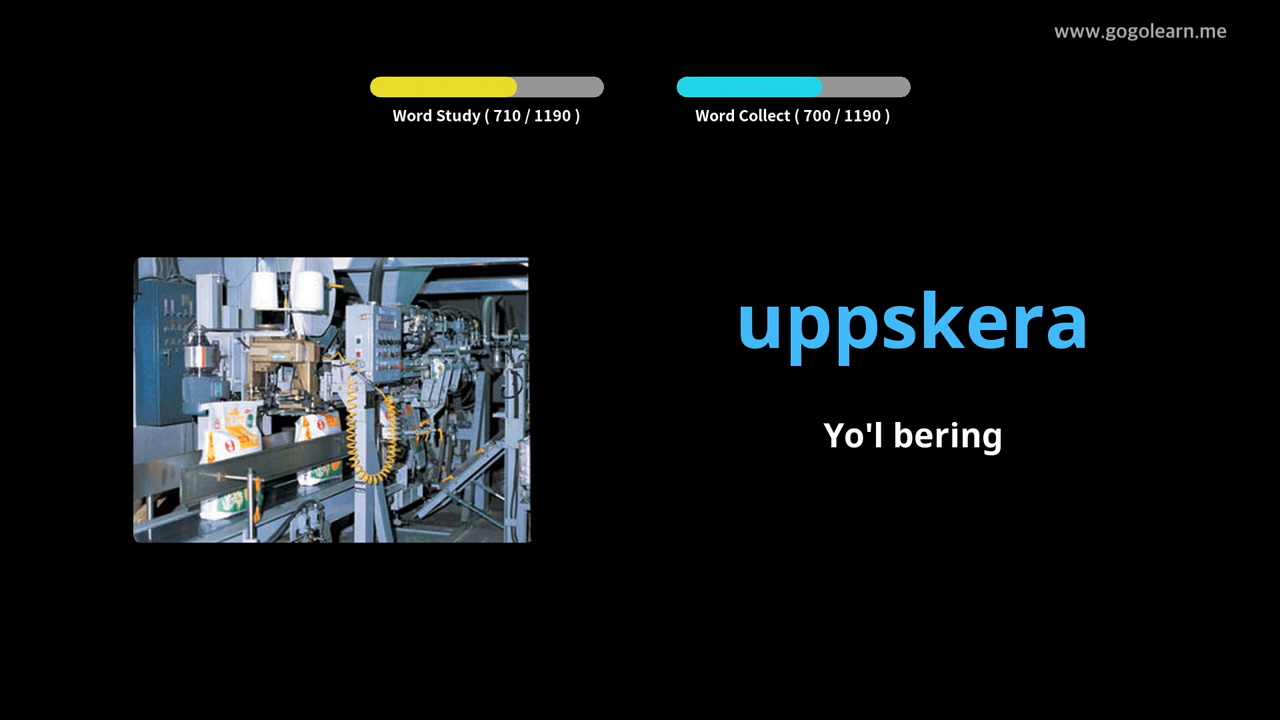 www.gogolearn.me
Word Study ( 710 / 1190 )
Word Collect ( 700 / 1190 )
uppskera
Yo'l bering